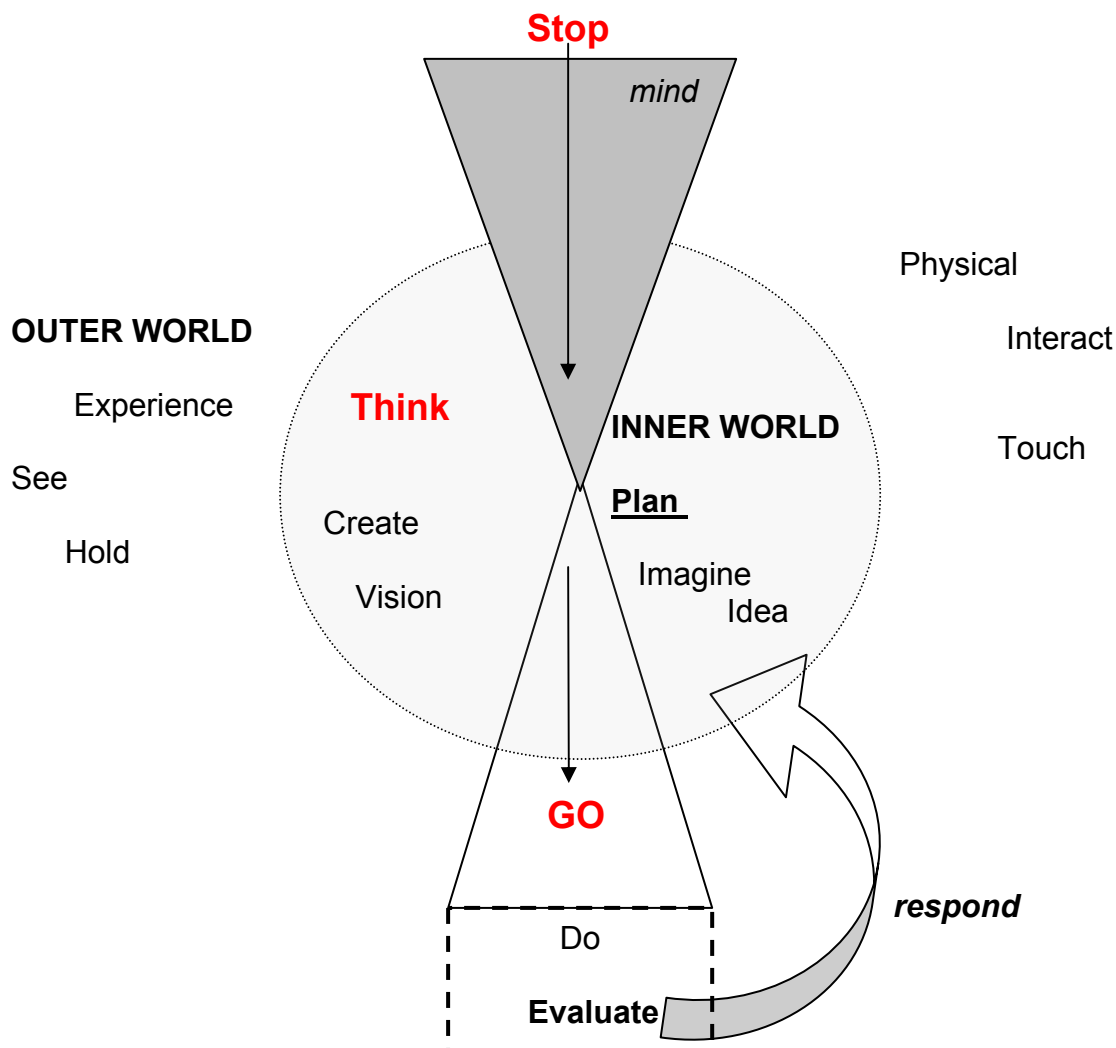 Stop
mind
Physical
OUTER WORLD
Interact
Experience
Think
INNER WORLD
Touch
See
Plan
Create
Hold
Imagine
Vision
Idea
GO
respond
Do
Evaluate